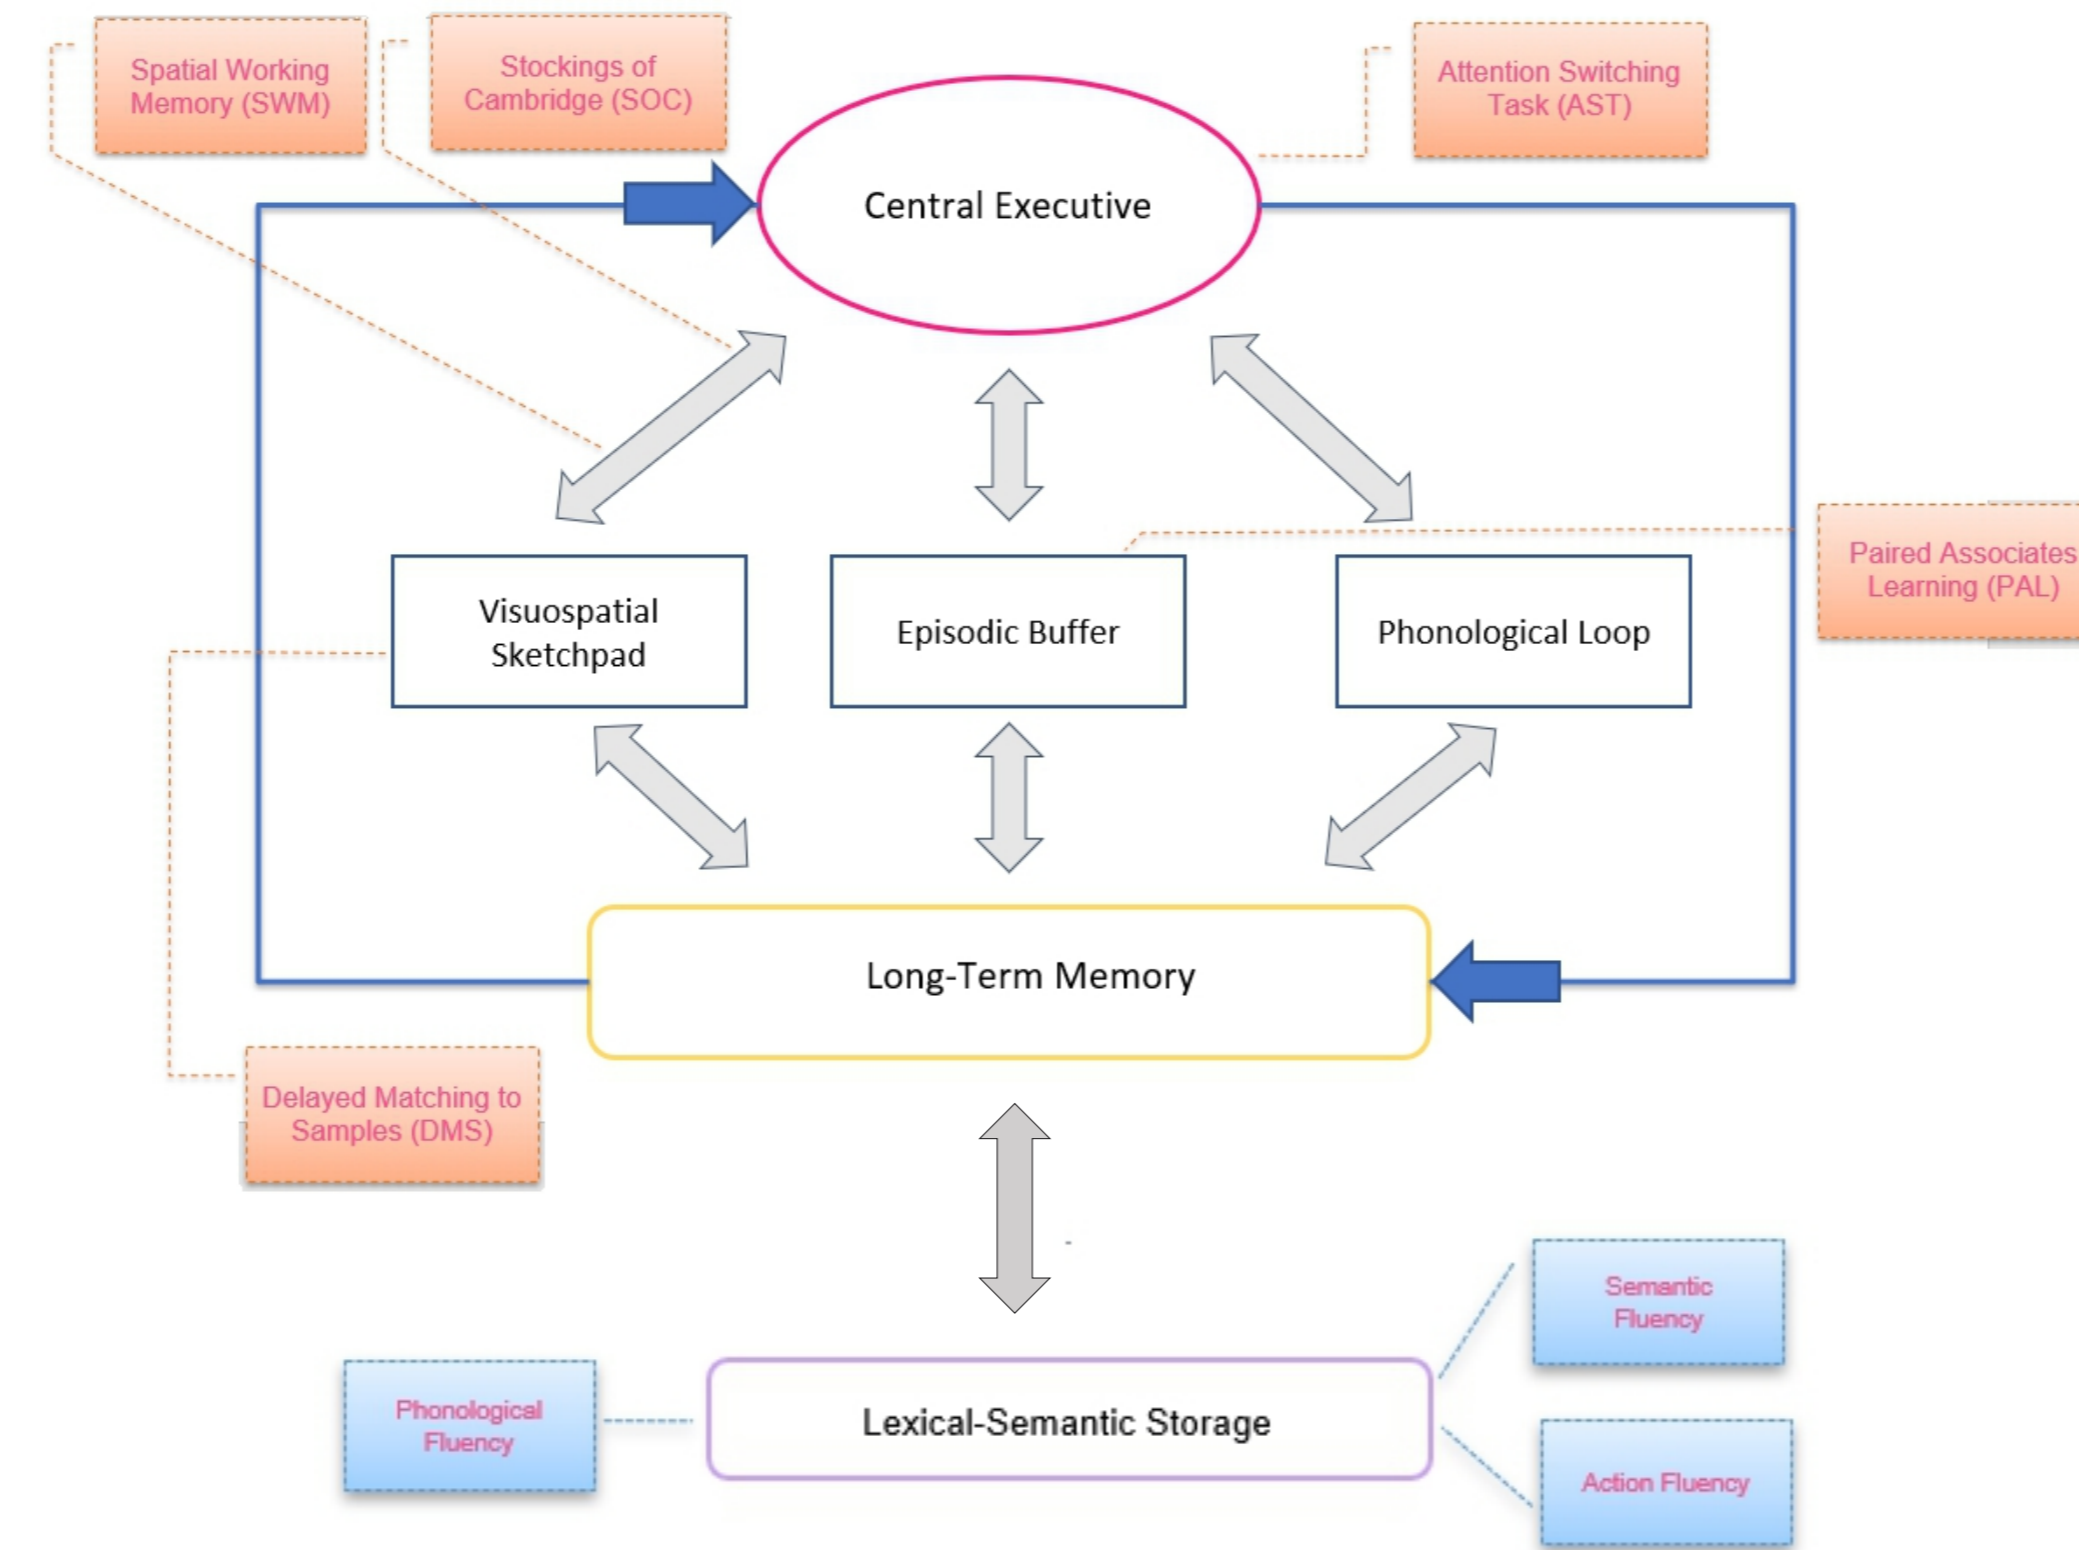 Spatial Working
Memory (SWM)
Stockings of
Cambridge (SOC)
Attention Switching
Task (AST)
Central Executive
Paired Associates
Learning (PAL)
Visuospatial
Sketchpad
Episodic Buffer
Phonological Loop
Long-Term Memory
Delayed Matching to
Samples (DMS)
-
Semantic
Fluency
Phonological
Fluency
Lexical-Semantic Storage
Action Fluency